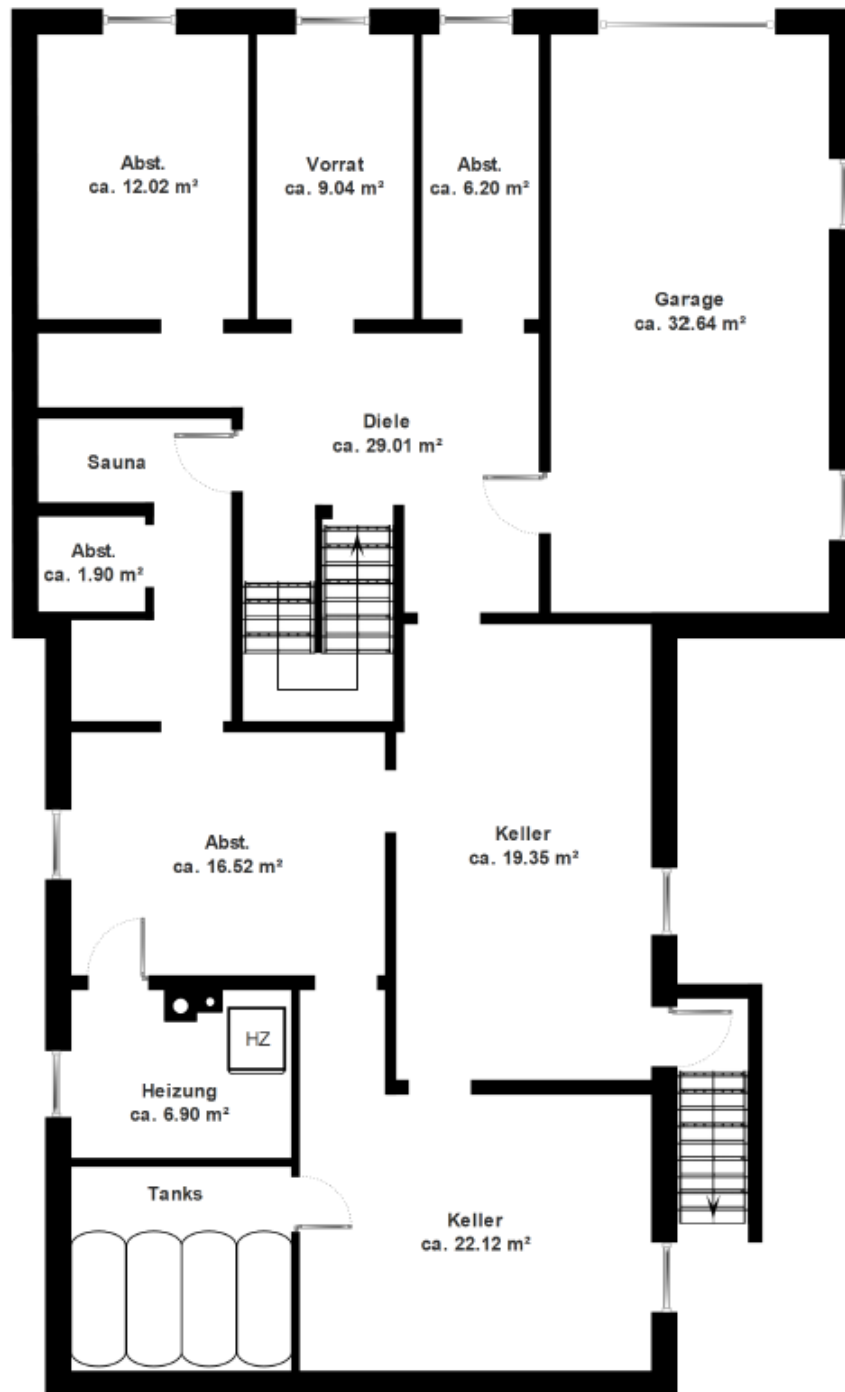 Abst.
ca. 12.02 m²
Vorrat
ca. 9.04 m²
Abst.
ca. 6.20 m²
Garage
ca. 32.64 m²
Diele
ca. 29.01 m²
Sauna
Abst.
ca. 1.90 m²
Abst.
ca. 16.52 m²
Keller
ca. 19.35 m²
HZ
Heizung
ca. 6.90 m²
Tanks
Keller
ca. 22.12 m²